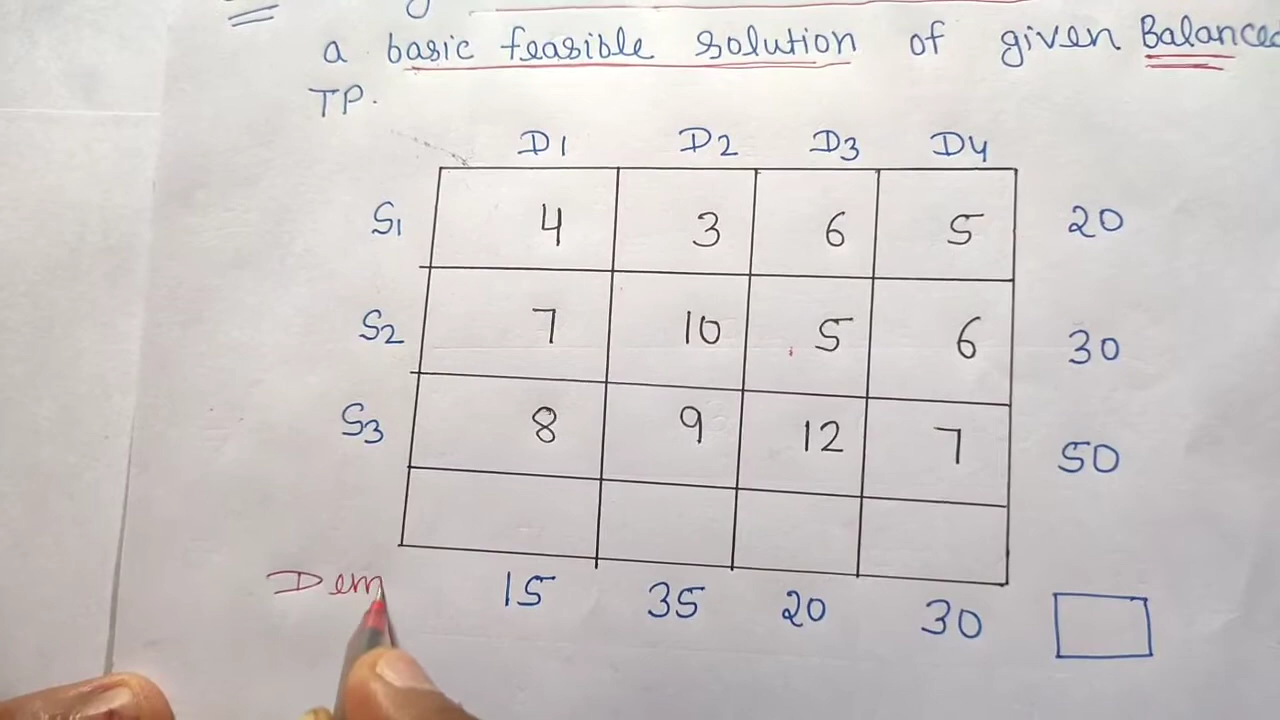 a basic feasible solution of given Balanced
TP.
D1 D2 D3 D4
S1 4 3 6 5 20
S2 7 10 5 6 30
S3 8 9 12 7 50
Dem 15 35 20 30